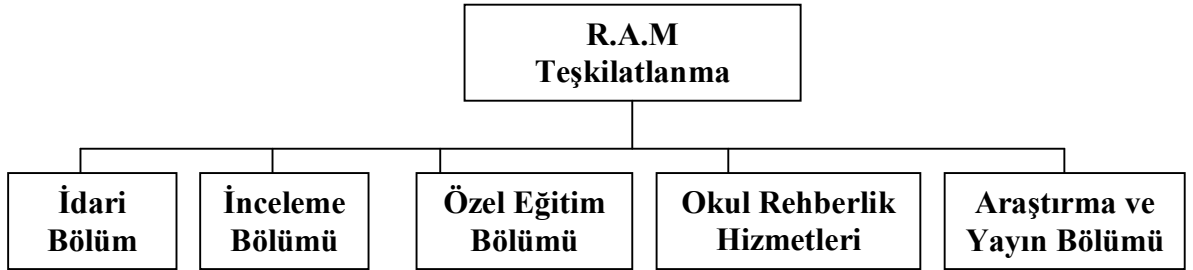 R.A.M
Teşkilatlanma
İdari
Bölüm
İnceleme
Bölümü
Özel Eğitim
Bölümü
Okul Rehberlik
Hizmetleri
Araştırma ve
Yayın Bölümü